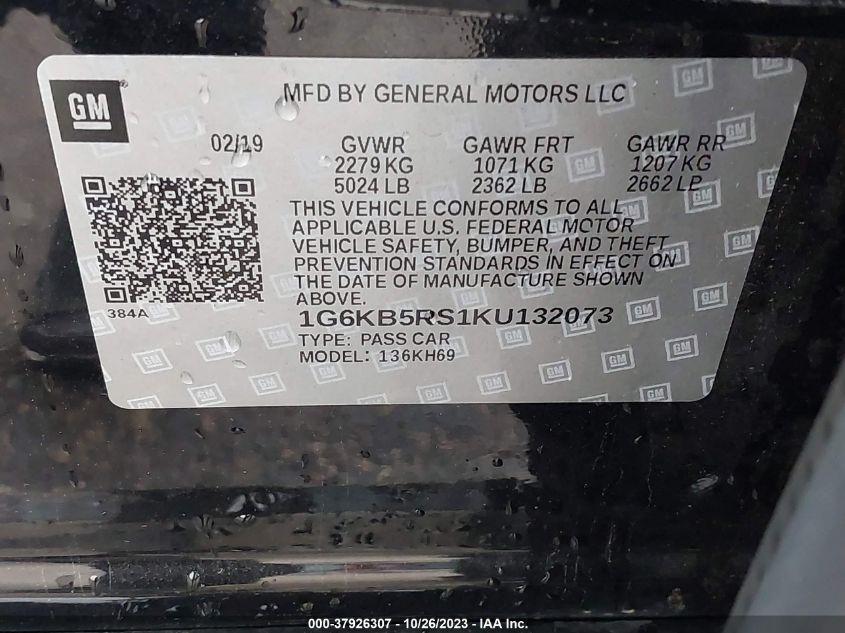 GM
MFD BY GENERAL MOTORS LLC
02/19 GVWR GAWR FRT GAWR RR
2279 KG 1071 KG 1207 KG
5024 LB 2362 LB 2662 LB
THIS VEHICLE CONFORMS TO ALL
APPLICABLE U.S. FEDERAL MOTOR
VEHICLE SAFETY, BUMPER, AND THEFT
PREVENTION STANDARDS IN EFFECT ON
THE DATE OF MANUFACTURE SHOWN
ABOVE.
384A
1G6KB5RS1KU132073
TYPE: PASS CAR
MODEL: 136KH69
000-37926307 - 10/26/2023 - IAA Inc.